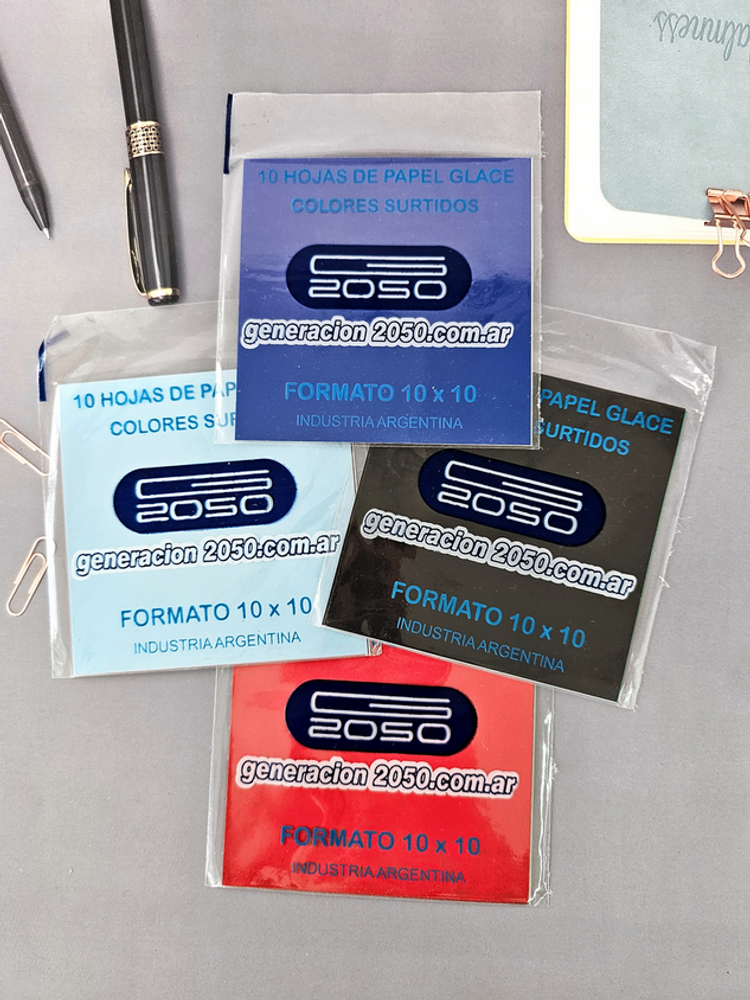 10 HOJAS DE PAPEL GLACE
COLORES SURTIDOS
2050
generacion 2050.com.ar
FORMATO 10 x 10
INDUSTRIA ARGENTINA
10 HOJAS DE PAP
COLORES SUR
2050
generacion 2050.com.ar
FORMATO 10 x 10
INDUSTRIA ARGENTINA
PAPEL GLACE
SURTIDOS
2050
generacion 2050.com.ar
FORMATO 10 x 10
INDUSTRIA ARGENTINA
2050
generacion 2050.com.ar
FORMATO 10 x 10
INDUSTRIA ARGENTINA